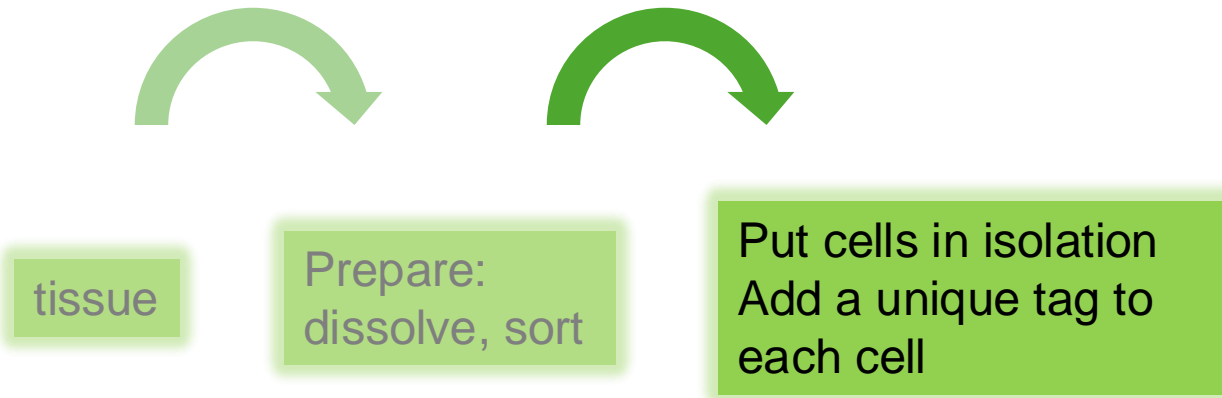 tissue
Prepare:
dissolve, sort
Put cells in isolation
Add a unique tag to
each cell